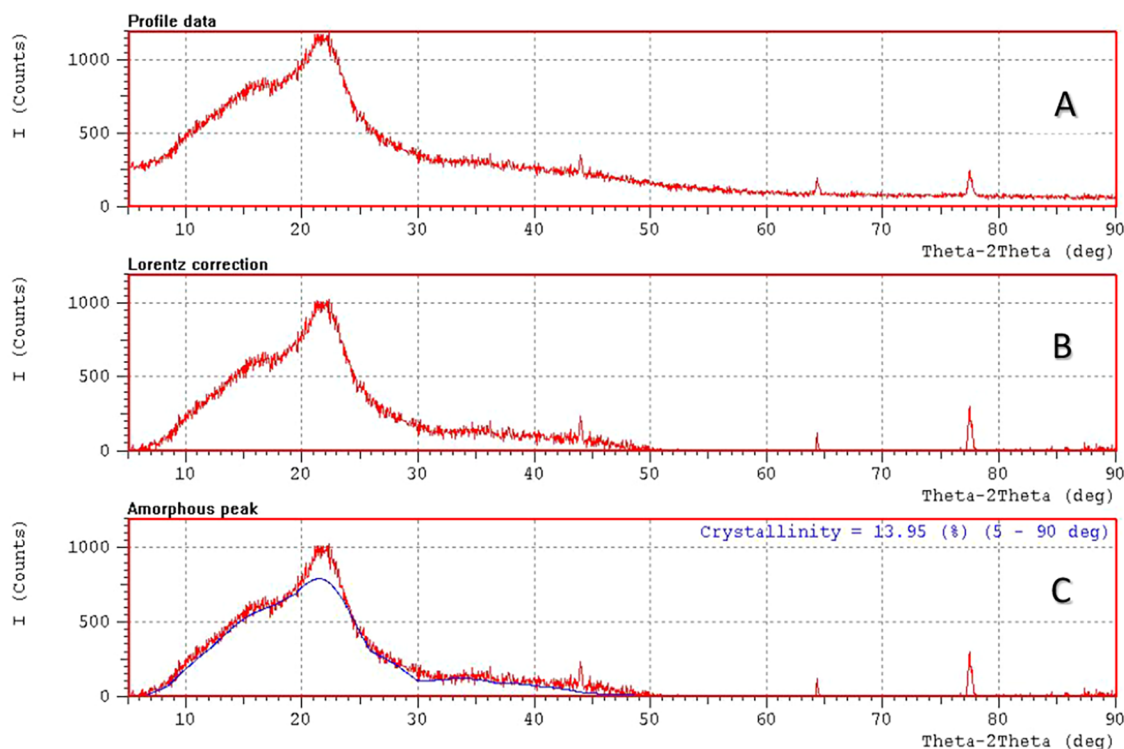 Profile data
I (Counts)
1000
500
0
A
10 20 30 40 50 60 70 80 90
Theta-2Theta (deg)
Lorentz correction
I (Counts)
1000
500
0
B
10 20 30 40 50 60 70 80 90
Theta-2Theta (deg)
Amorphous peak
Crystallinity = 13.95 (%) (5 - 90 deg)
I (Counts)
1000
500
0
C
10 20 30 40 50 60 70 80 90
Theta-2Theta (deg)